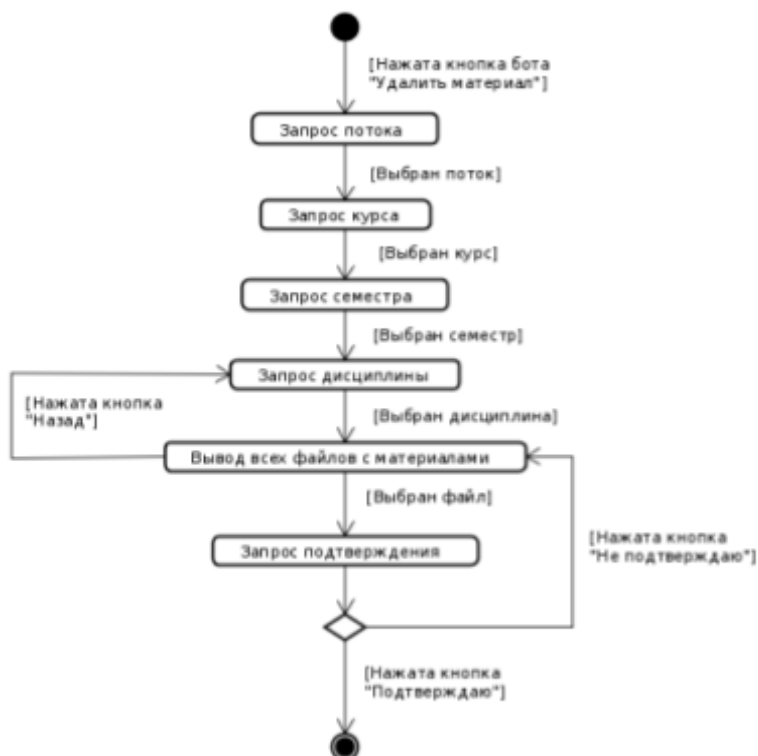 [Нажата кнопка бота
"Удалить материал"]
Запрос потока
[Выбран поток]
Запрос курса
[Выбран курс]
Запрос семестра
[Выбран семестр]
Запрос дисциплины
[Нажата кнопка
"Назад"]
[Выбран дисциплина]
Вывод всех файлов с материалами
[Выбран файл]
Запрос подтверждения
[Нажата кнопка
"Не подтверждаю"]
[Нажата кнопка
"Подтверждаю"]